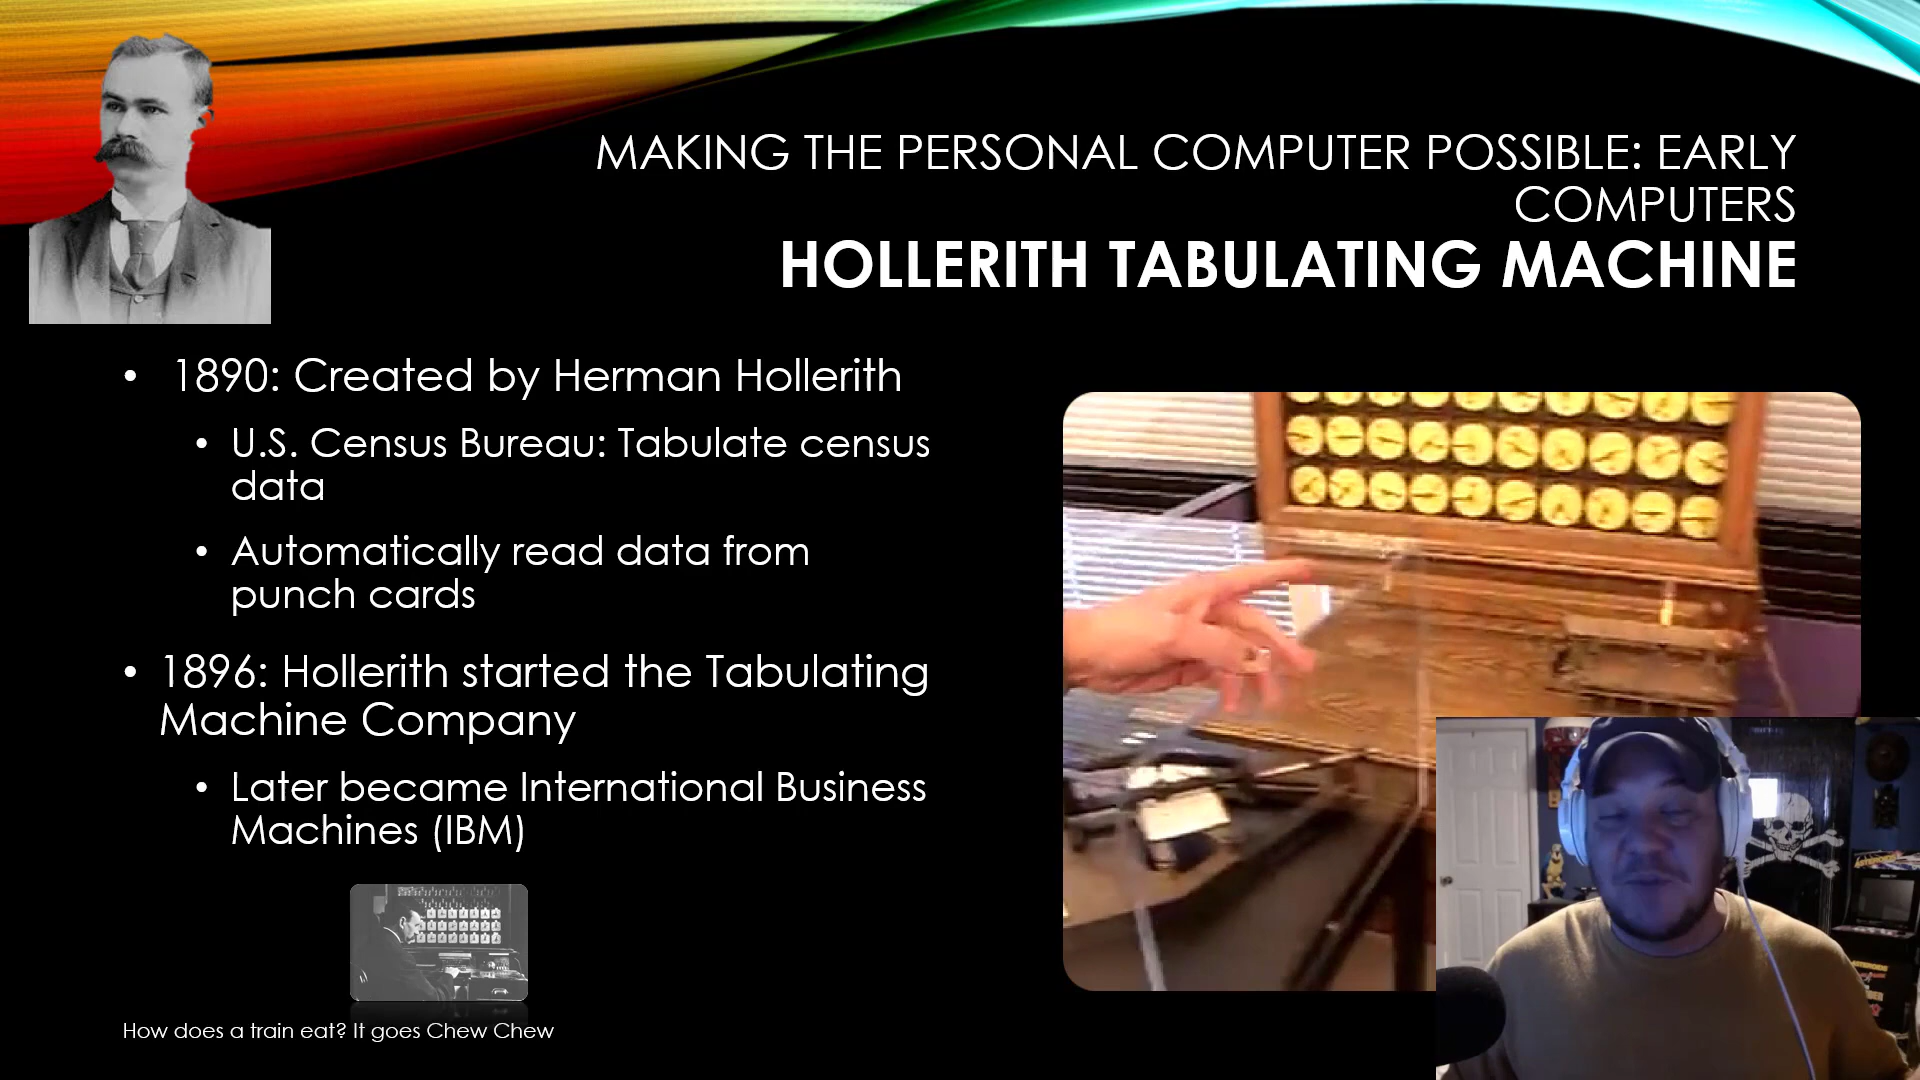 MAKING THE PERSONAL COMPUTER POSSIBLE: EARLY
COMPUTERS
HOLLERITH TABULATING MACHINE
• 1890: Created by Herman Hollerith
• U.S. Census Bureau: Tabulate census
data
• Automatically read data from
punch cards
• 1896: Hollerith started the Tabulating
Machine Company
• Later became International Business
Machines (IBM)
How does a train eat? It goes Chew Chew
ASTEROIDS